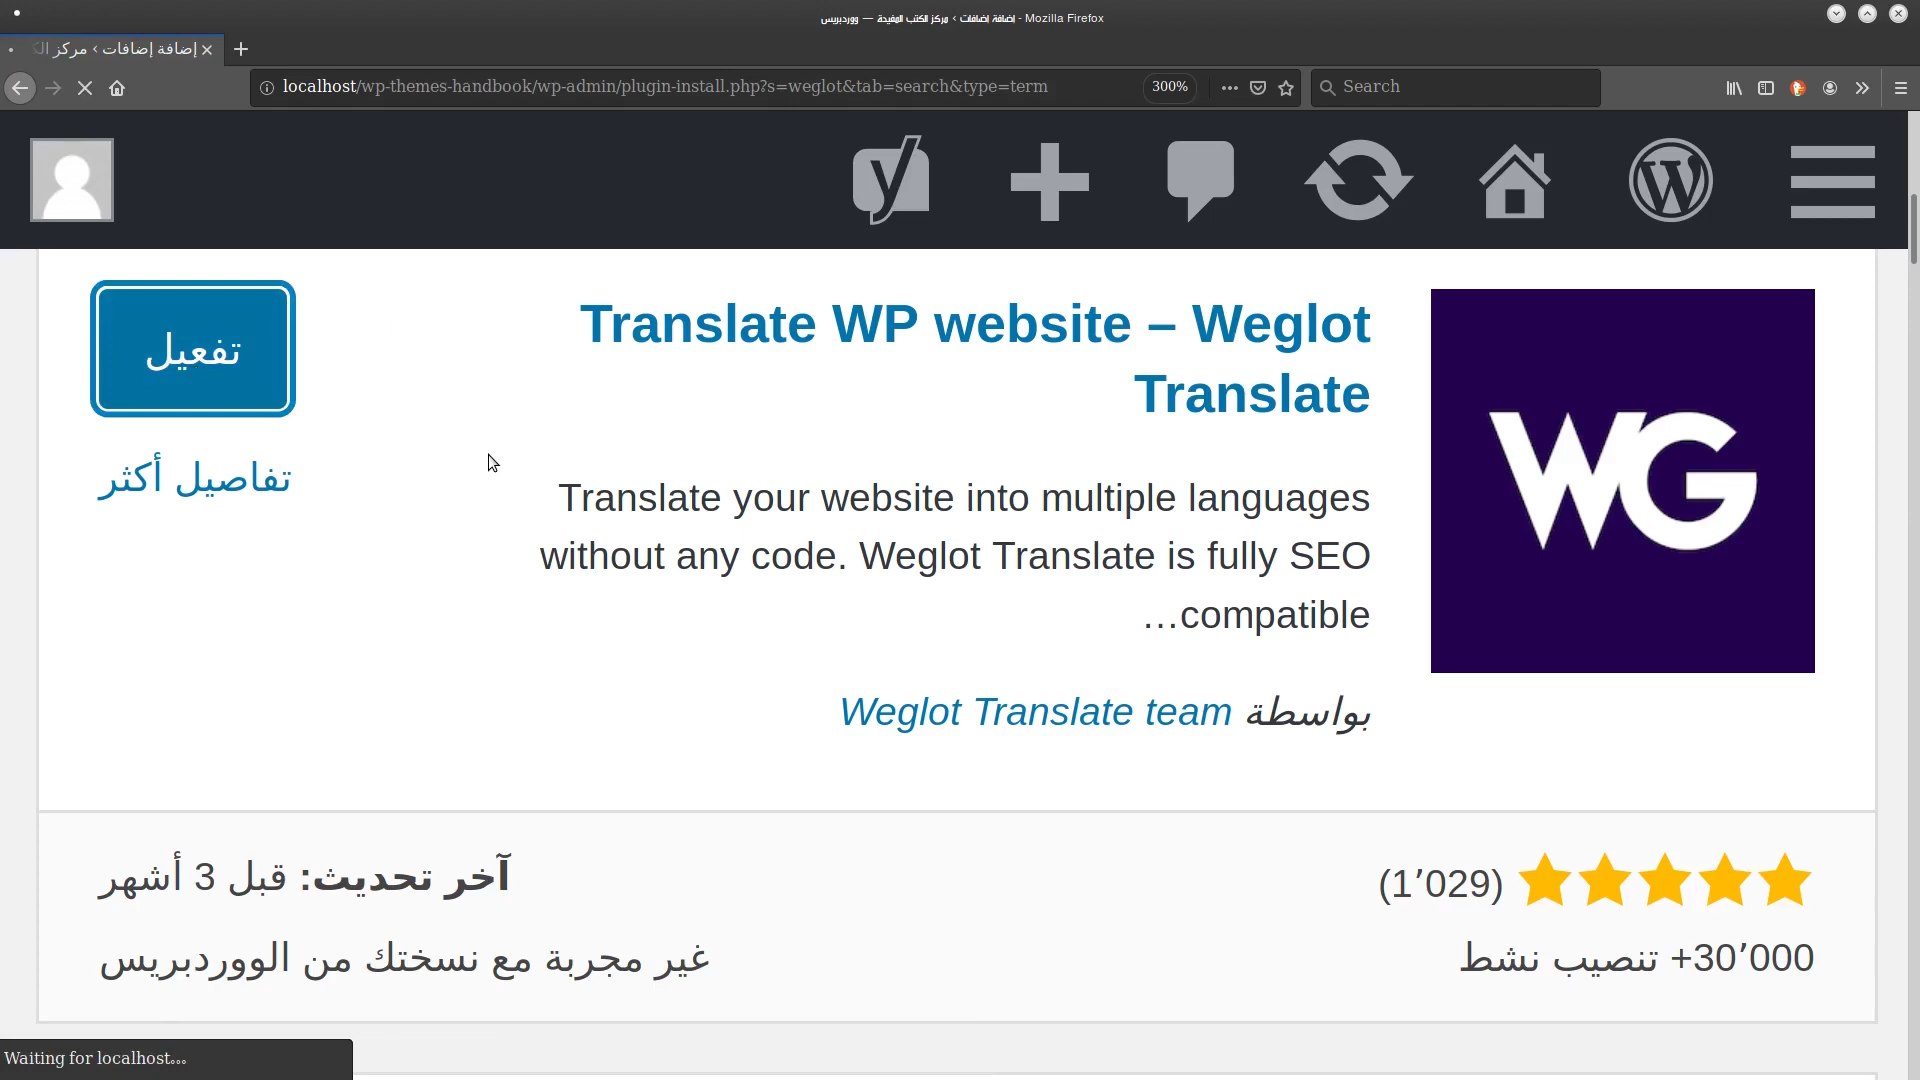 إضافة إضافات ‹ مركز الكتب المفيدة — ووردبريس - Mozilla Firefox
إضافة إضافات ‹ مركز الك
localhost/wp-themes-handbook/wp-admin/plugin-install.php?s=weglot&tab=search&type=term
300%
Search
Translate WP website – Weglot
Translate
تفعيل
تفاصيل أكثر
Translate your website into multiple languages
without any code. Weglot Translate is fully SEO
compatible…
بواسطة Weglot Translate team
WG
(1’029)
آخر تحديث: قبل 3 أشهر
30’000+ تنصيب نشط
غير مجربة مع نسختك من الووردبريس
Waiting for localhost...